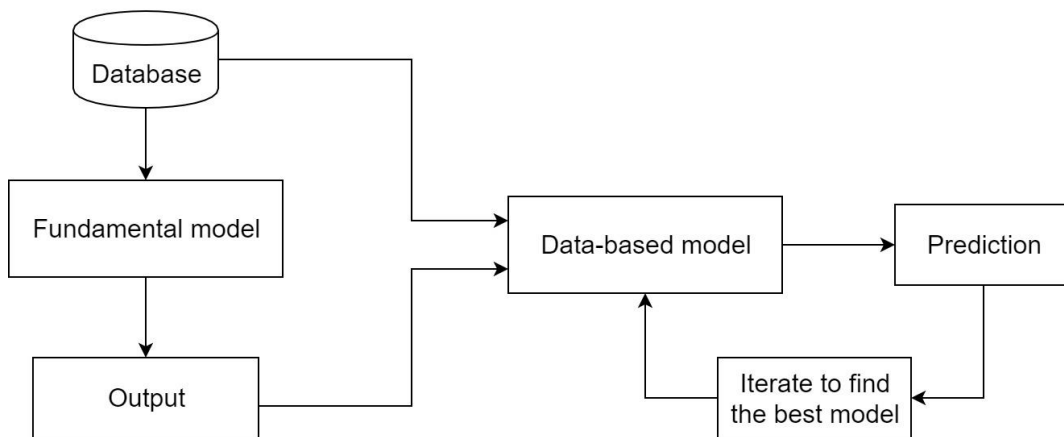 Database
Fundamental model
Data-based model
Prediction
Output
Iterate to find
the best model